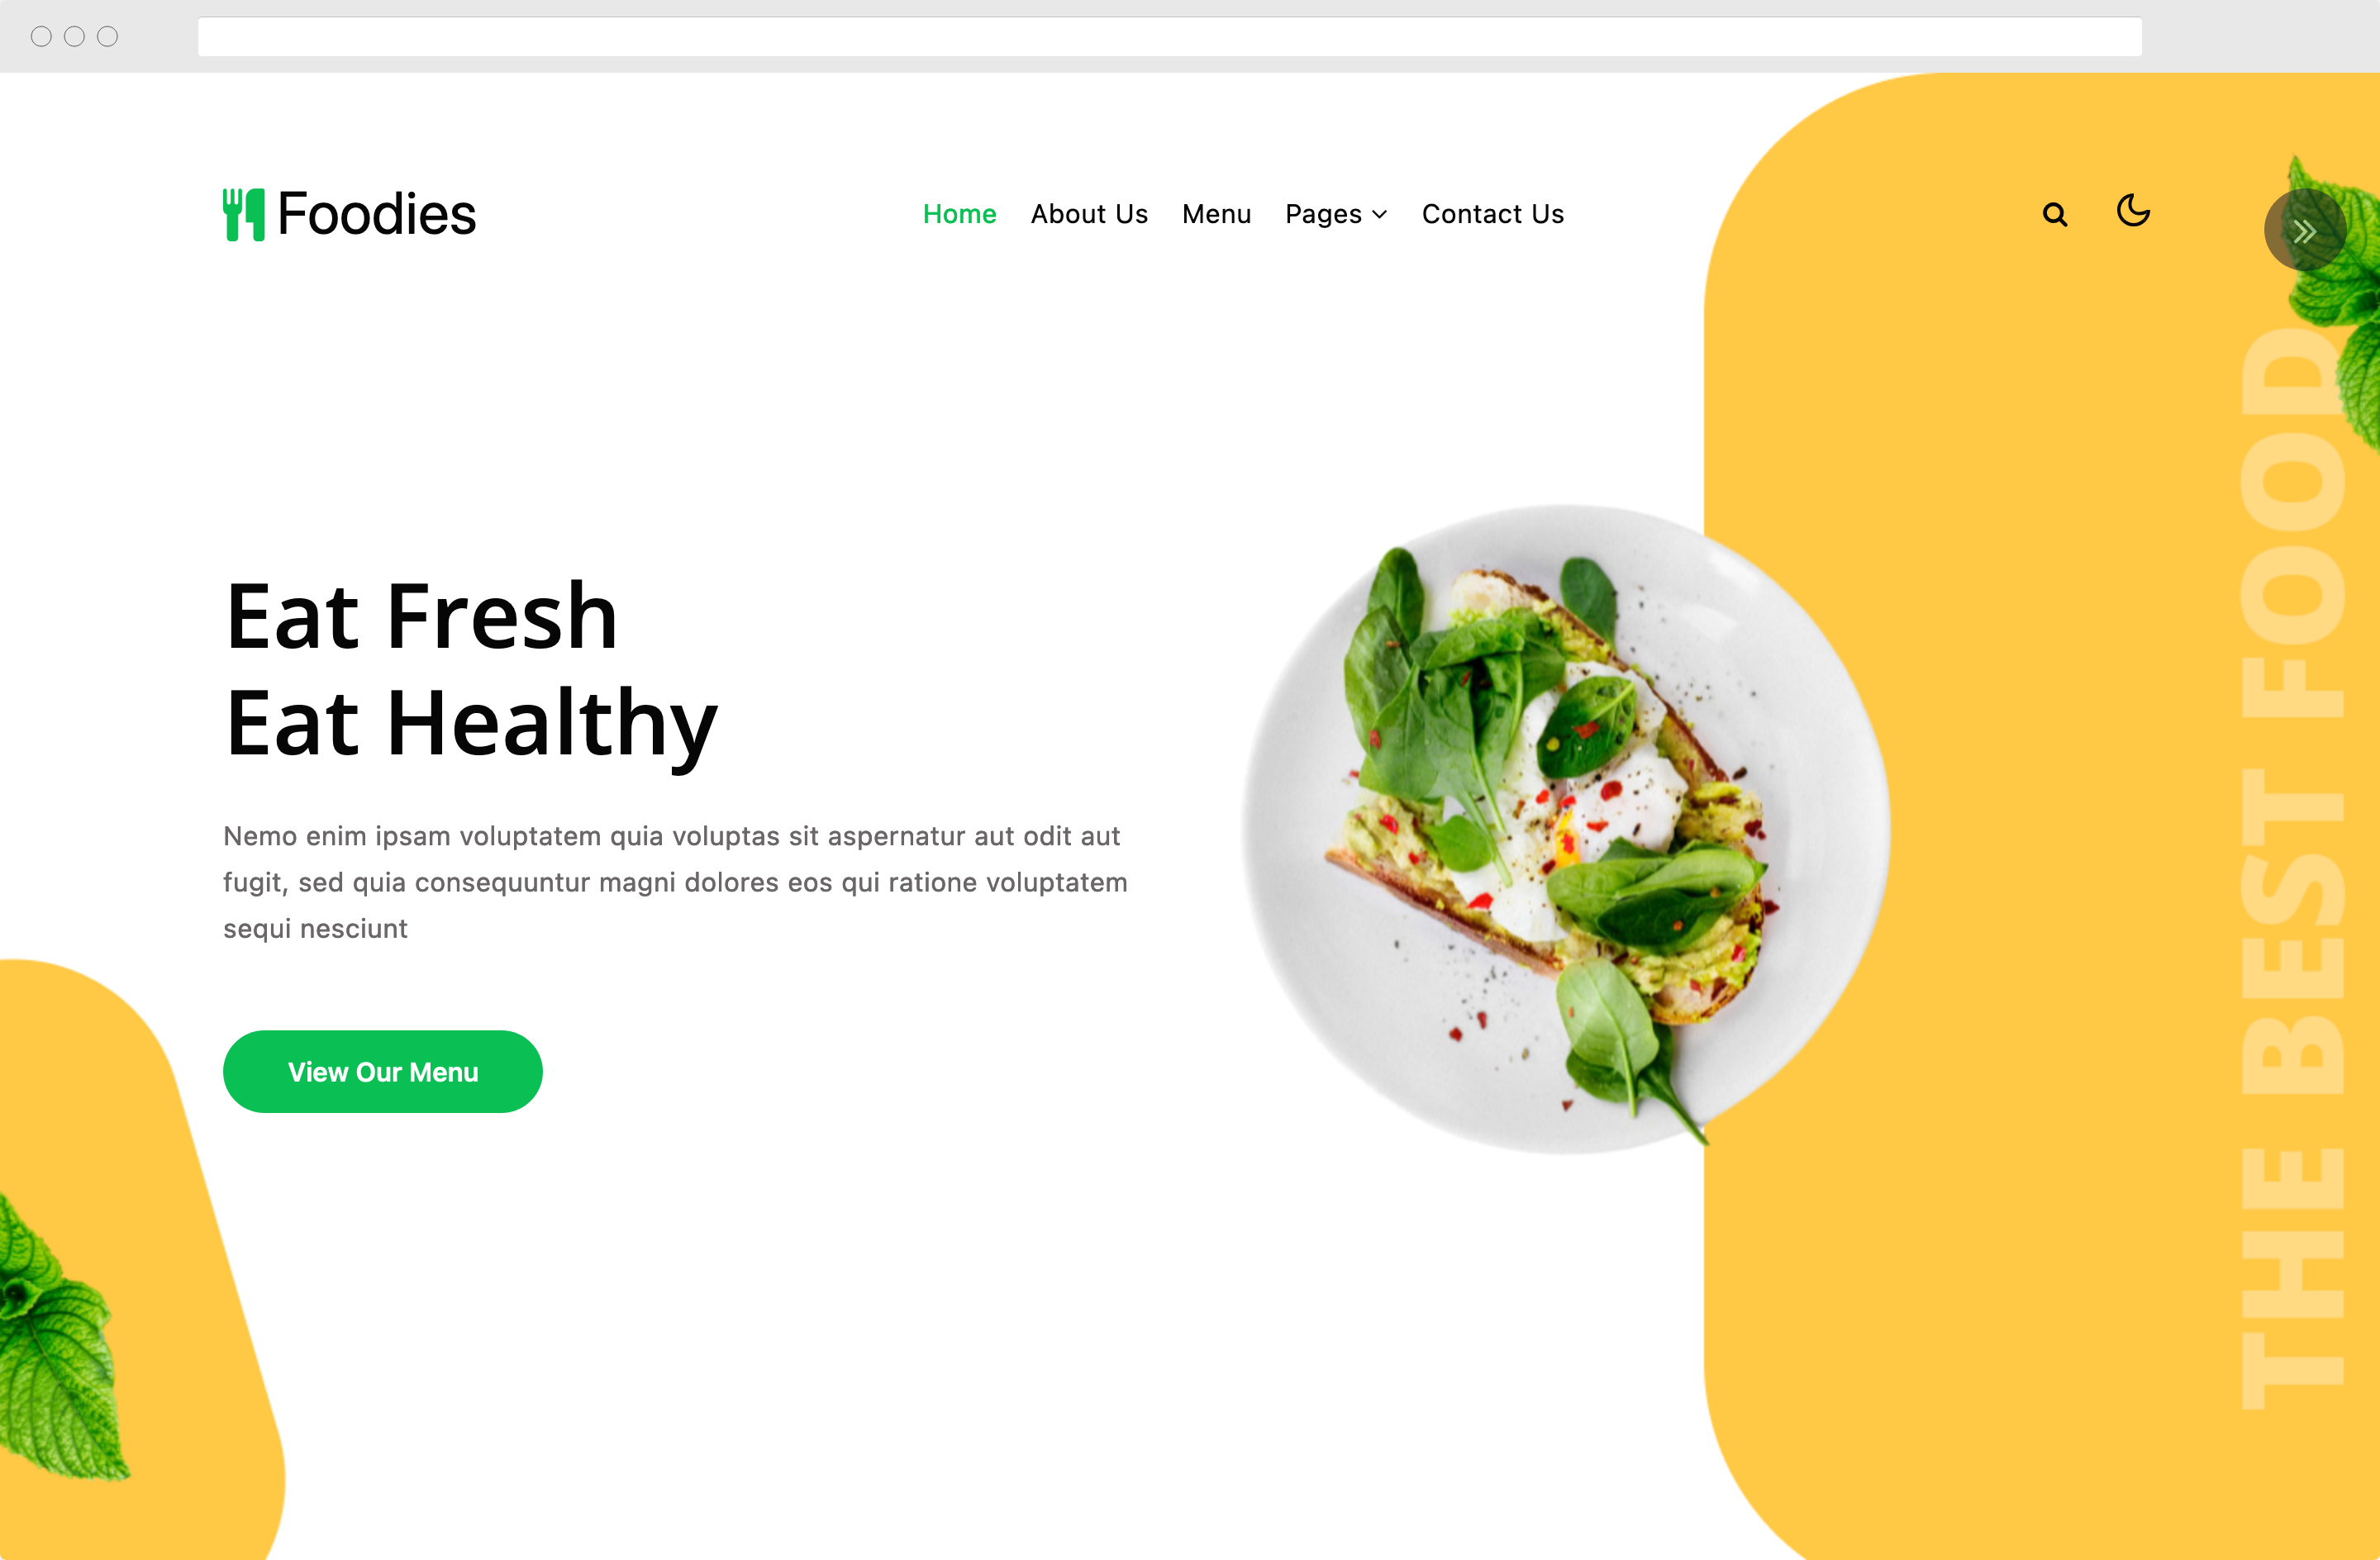 Foodies
Home About Us Menu Pages Contact Us
Eat Fresh
Eat Healthy
Nemo enim ipsam voluptatem quia voluptas sit aspernatur aut odit aut
fugit, sed quia consequuntur magni dolores eos qui ratione voluptatem
sequi nesciunt
View Our Menu
THE BEST FOOD